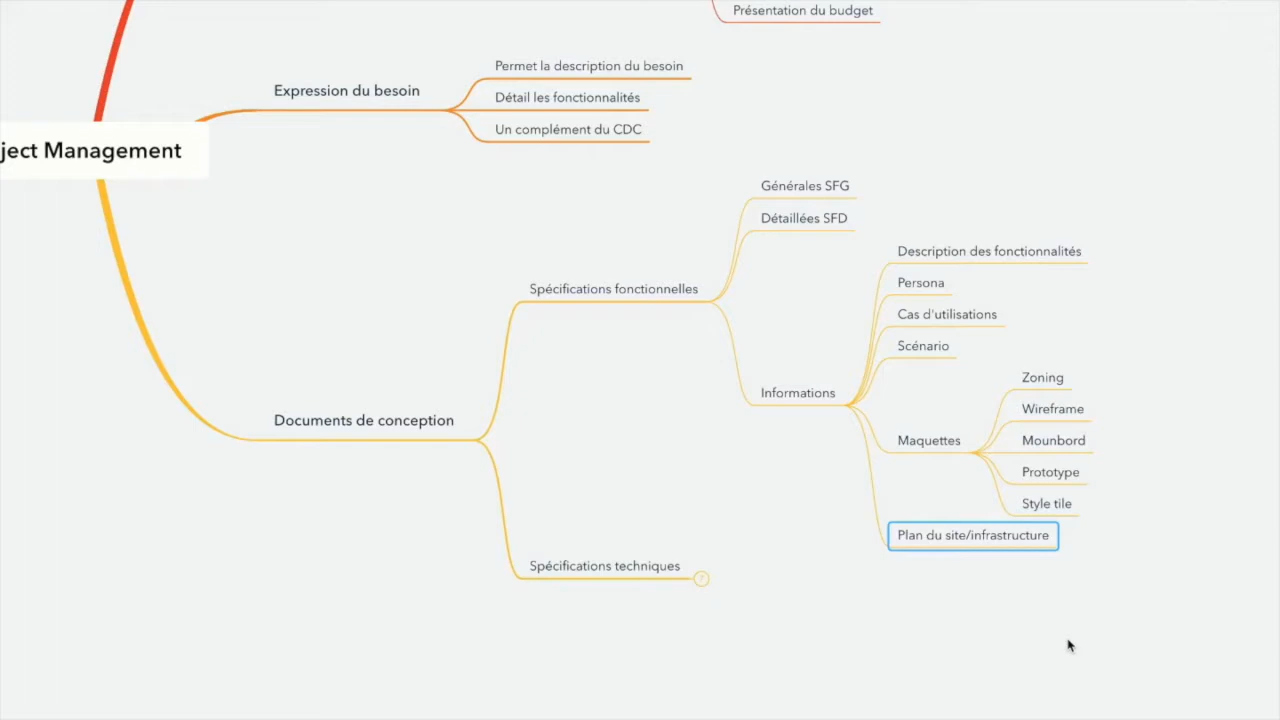 Présentation du budget
Expression du besoin
Permet la description du besoin
Détail les fonctionnalités
Un complément du CDC
ject Management
Générales SFG
Détaillées SFD
Spécifications fonctionnelles
Description des fonctionnalités
Persona
Cas d'utilisations
Scénario
Informations
Zoning
Wireframe
Maquettes
Mounbord
Prototype
Style tile
Documents de conception
Plan du site/infrastructure
Spécifications techniques